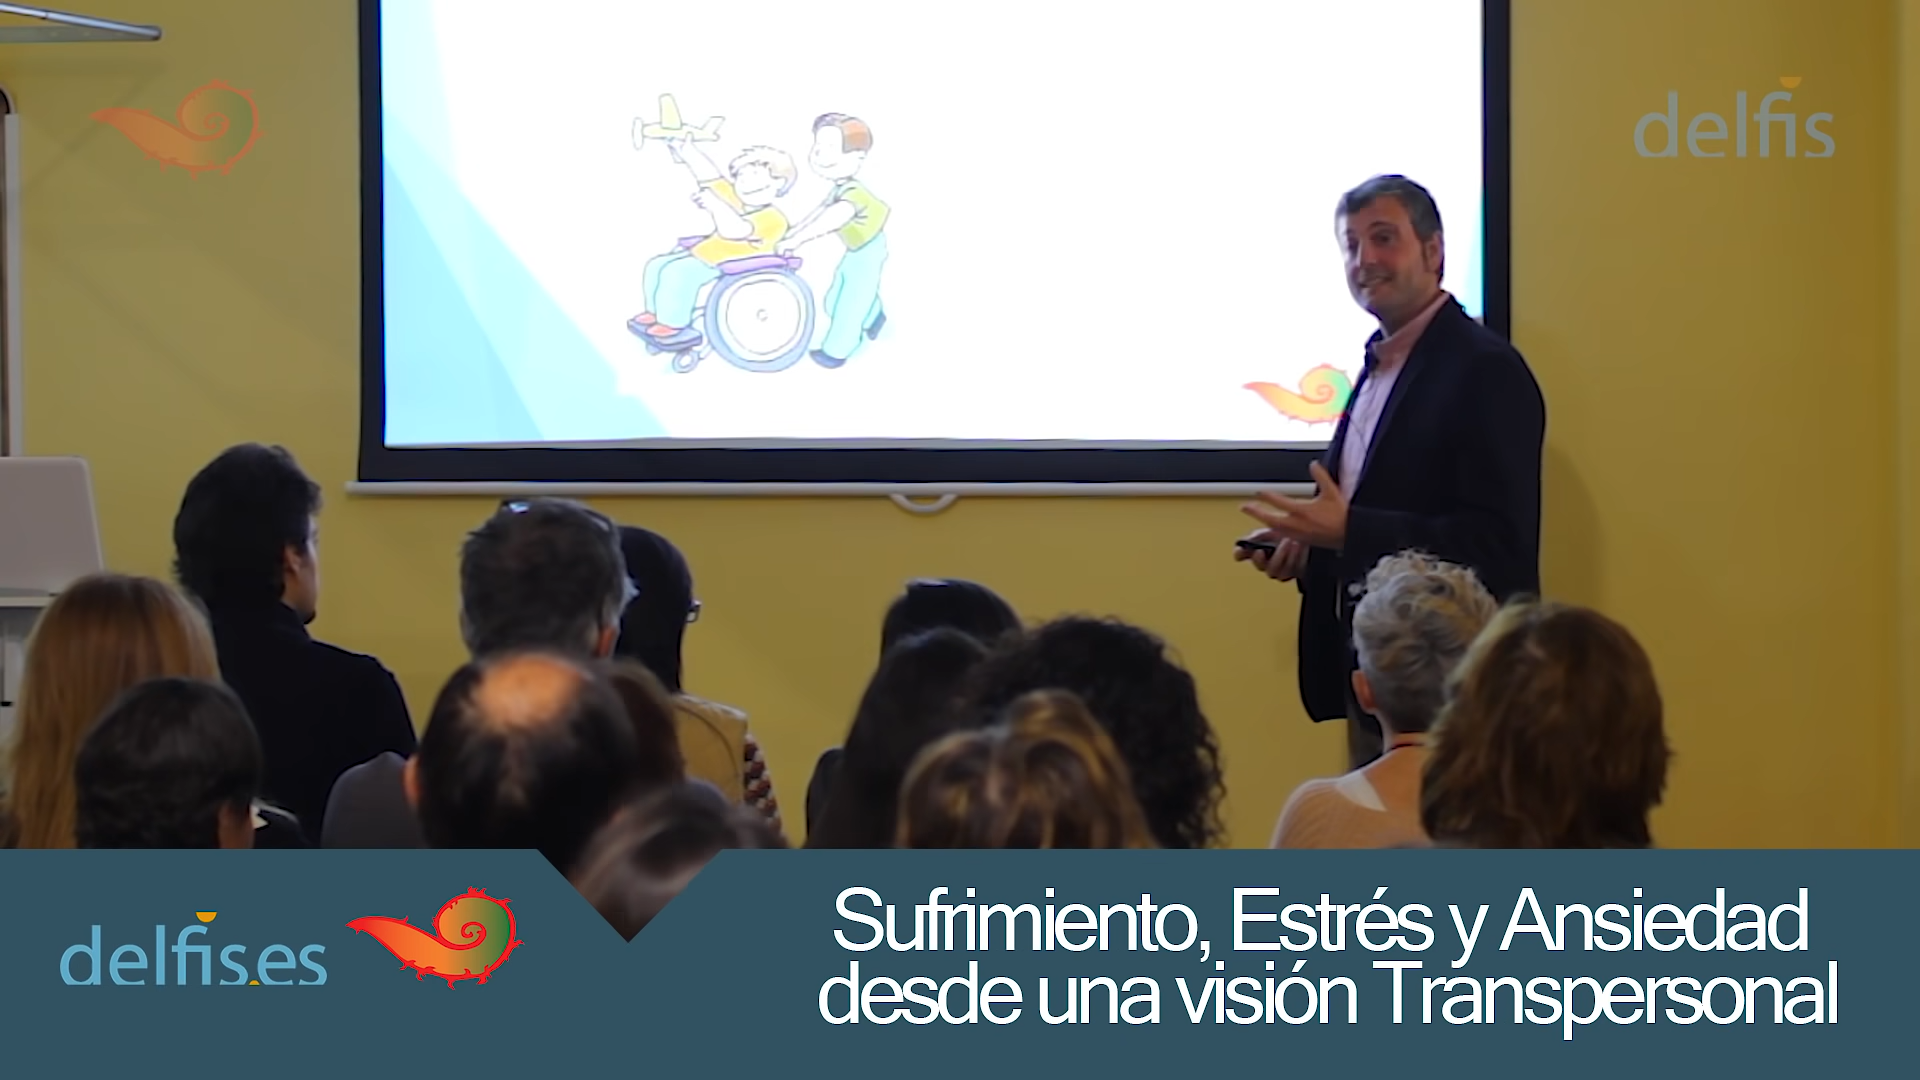 delfis
delfis.es
Sufrimiento, Estrés y Ansiedad
desde una visión Transpersonal